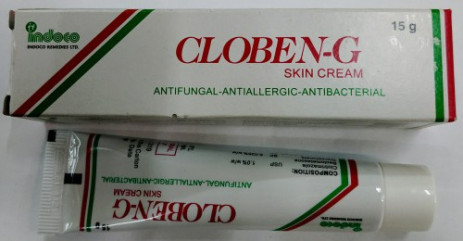 indoco
INDOCO REMEDIES LTD.
15 g
CLOBEN-G
SKIN CREAM
ANTIFUNGAL-ANTIALLERGIC-ANTIBACTERIAL
15 g
CLOBEN-G
SKIN CREAM
ANTIFUNGAL-ANTIALLERGIC-ANTIBACTERIAL
COMPOSITION:
USP 1.0% w/w